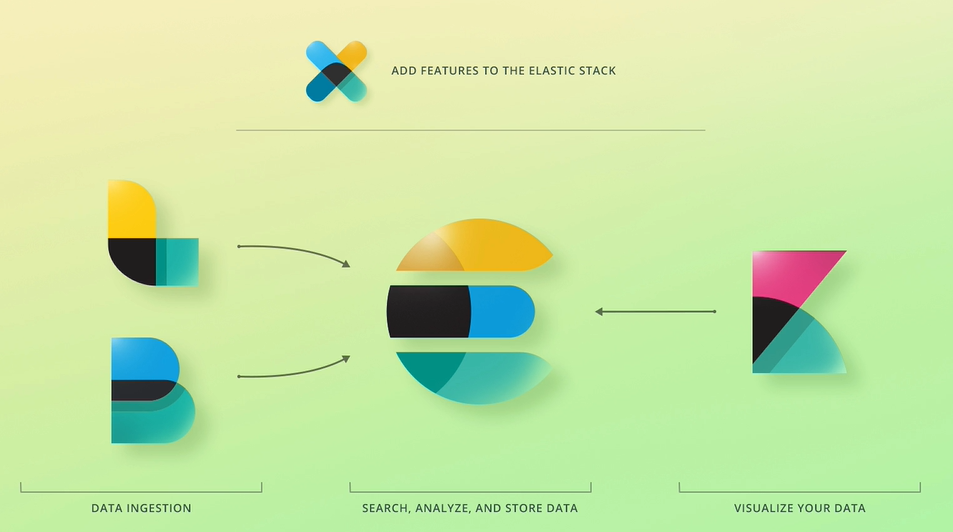 ADD FEATURES TO THE ELASTIC STACK
DATA INGESTION
SEARCH, ANALYZE, AND STORE DATA
VISUALIZE YOUR DATA